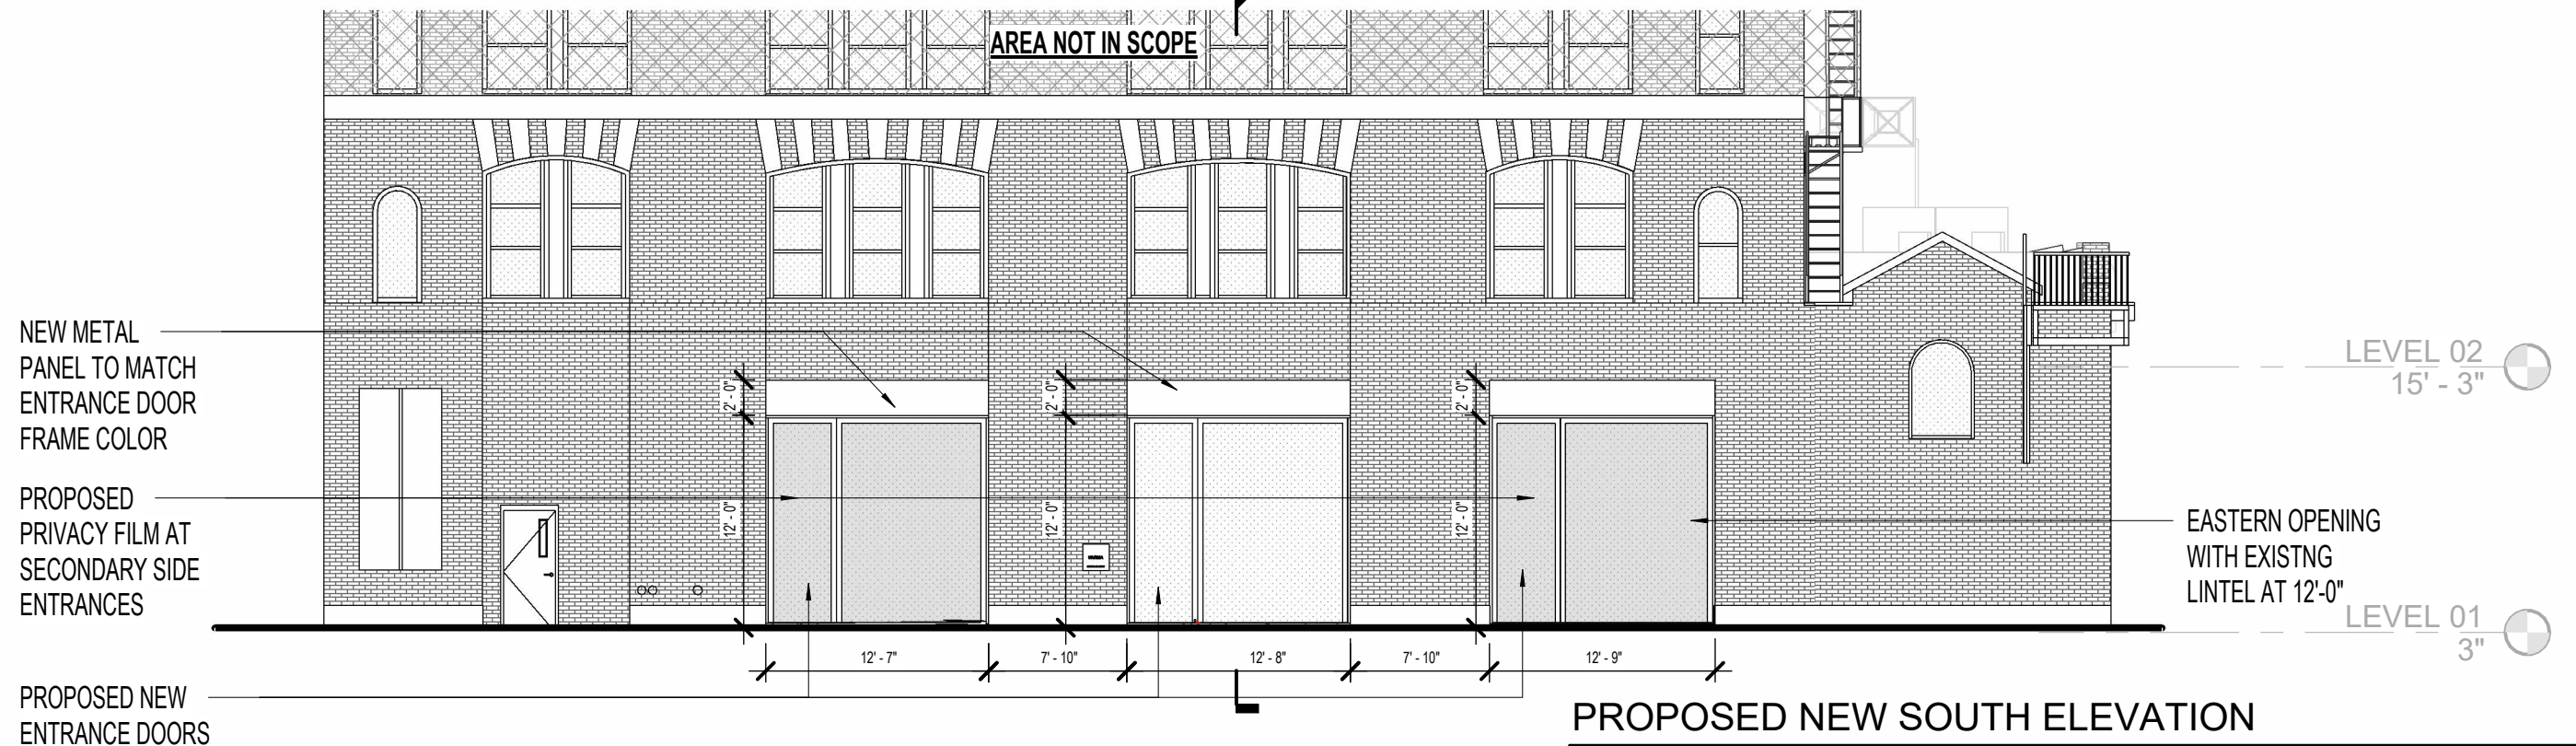 AREA NOT IN SCOPE
NEW METAL
PANEL TO MATCH
ENTRANCE DOOR
FRAME COLOR
PROPOSED
PRIVACY FILM AT
SECONDARY SIDE
ENTRANCES
PROPOSED NEW
ENTRANCE DOORS
2' - 0"
12' - 0"
2' - 0"
12' - 0"
2' - 0"
12' - 0"
12' - 7"
7' - 10"
12' - 8"
7' - 10"
12' - 9"
LEVEL 02
15' - 3"
EASTERN OPENING
WITH EXISTNG
LINTEL AT 12'-0"
LEVEL 01
3"
PROPOSED NEW SOUTH ELEVATION